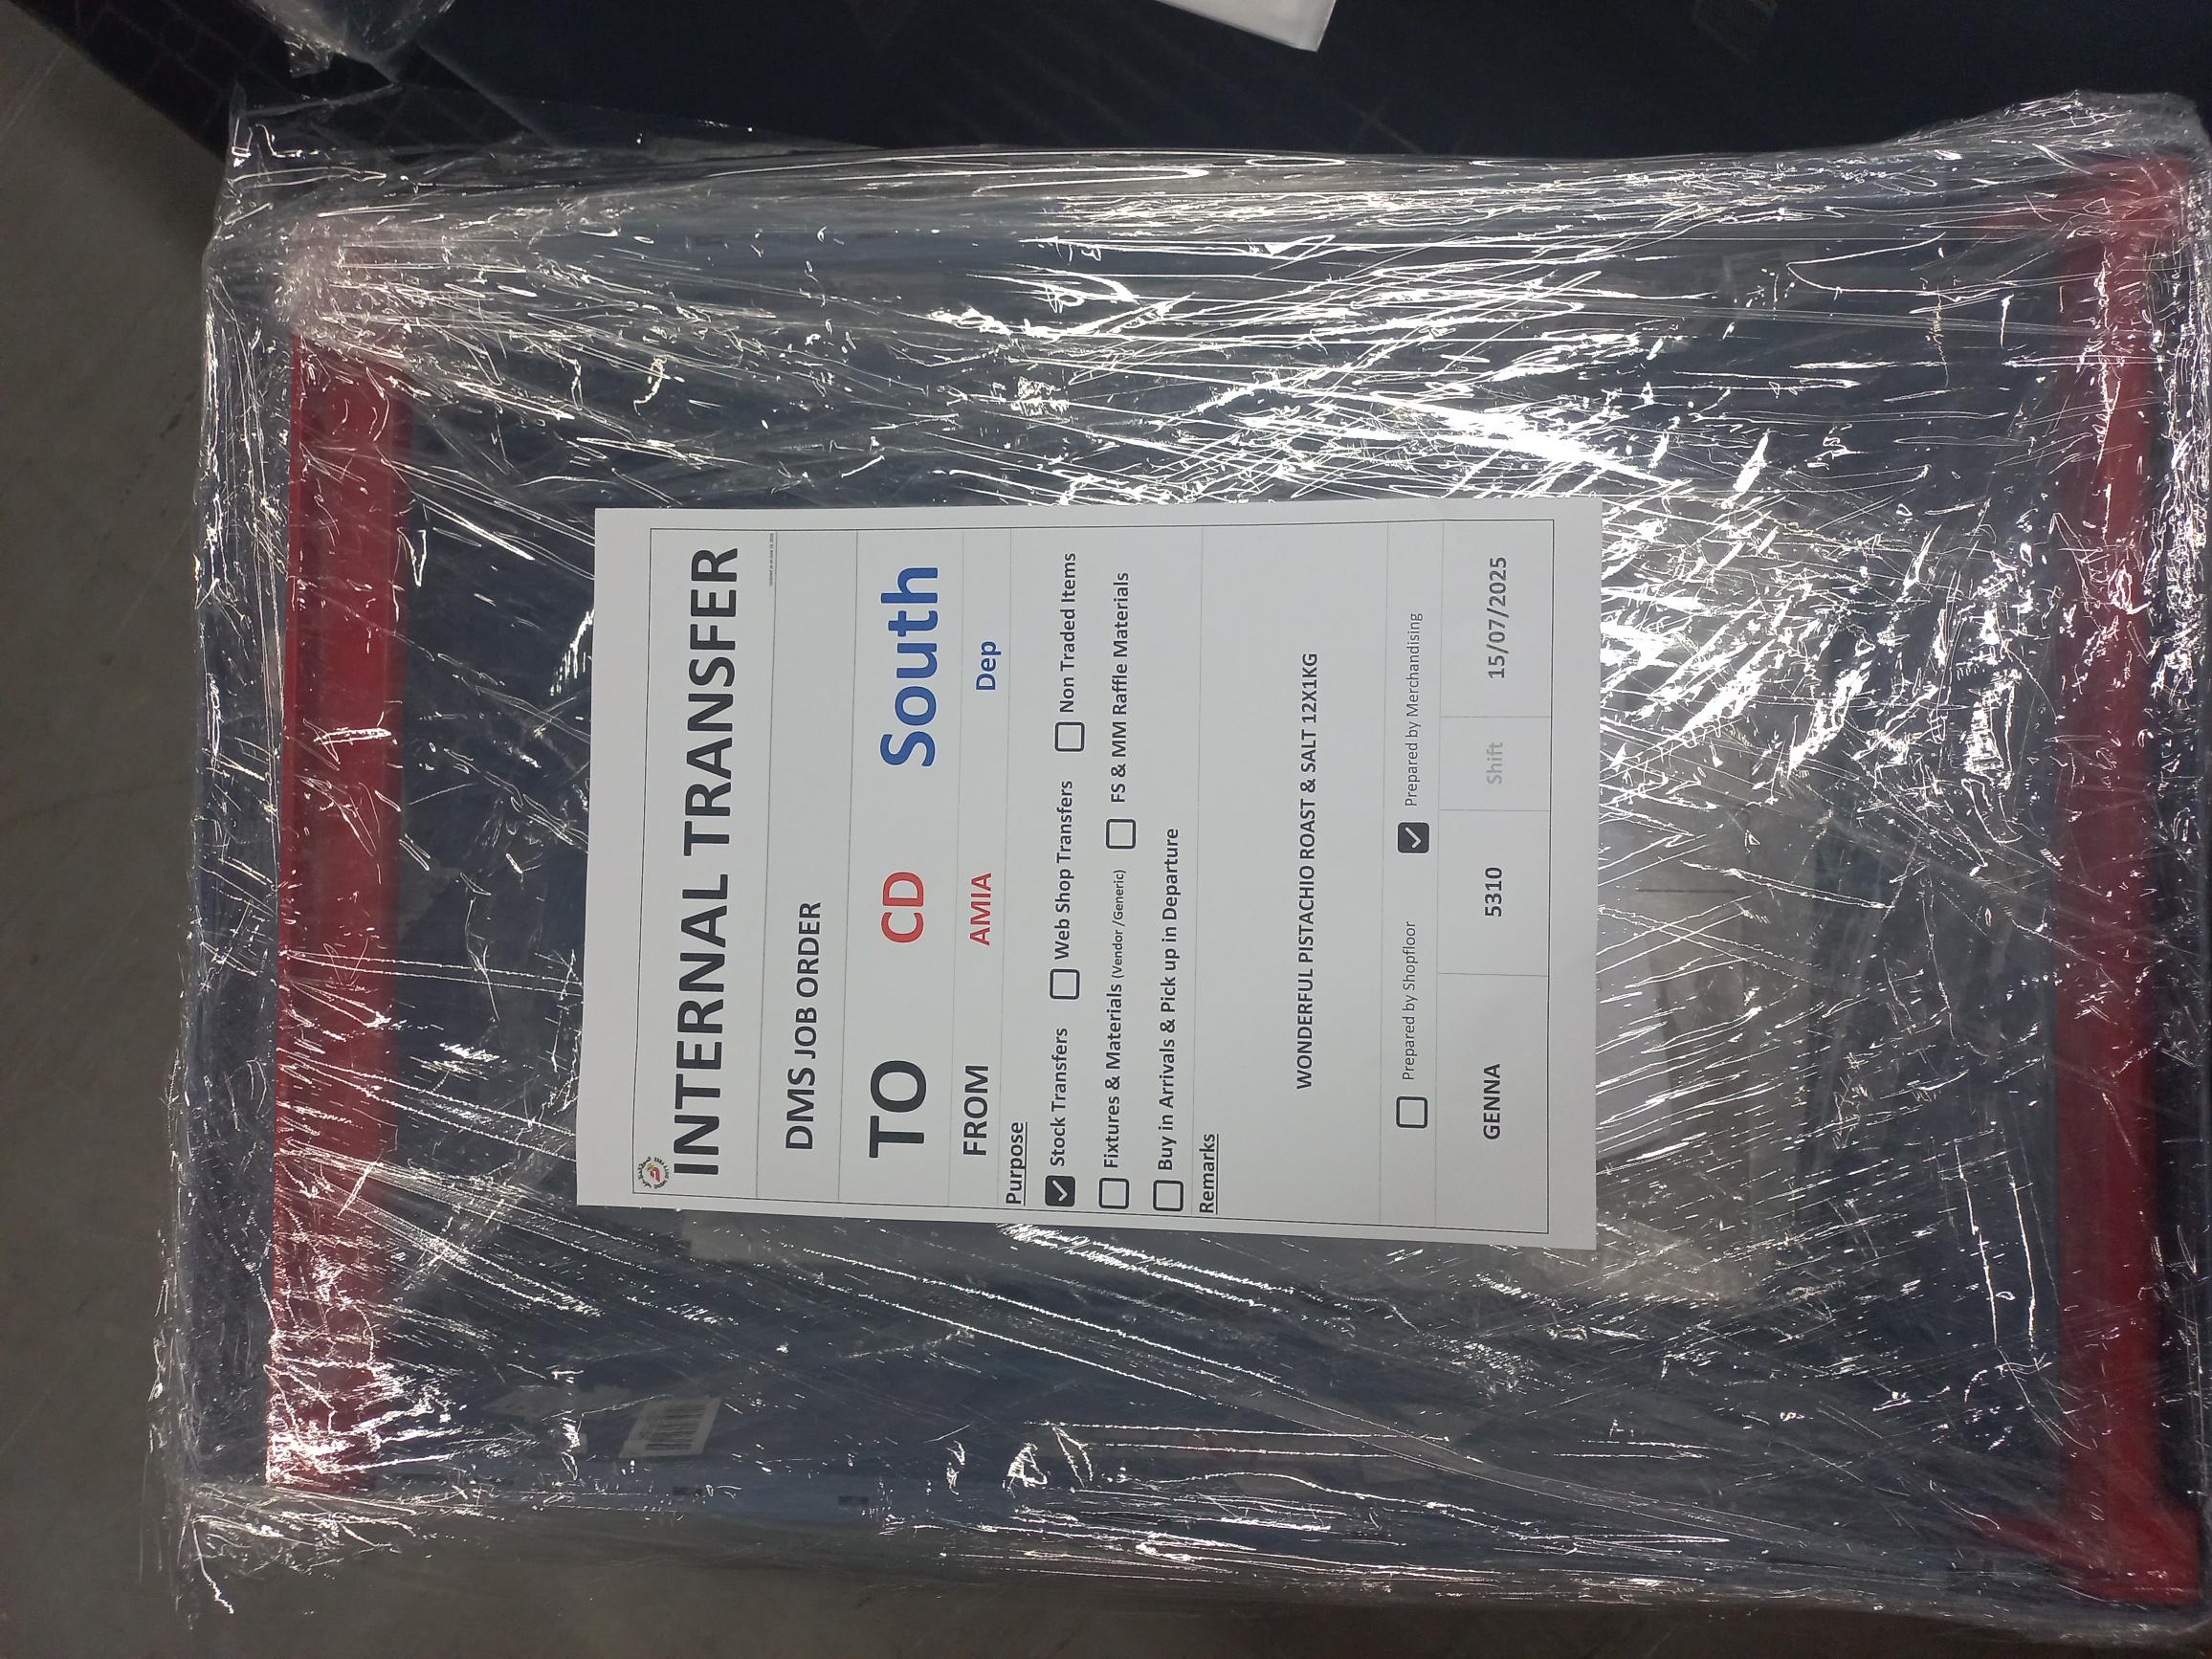 INTERNAL TRANSFER
DMS JOB ORDER
TO CD South
FROM AMIA Dep
Purpose
Stock Transfers Web Shop Transfers Non Traded Items
Fixtures & Materials (Vendor /Generic) FS & MM Raffle Materials
Buy in Arrivals & Pick up in Departure
Remarks
WONDERFUL PISTACHIO ROAST & SALT 12X1KG
Prepared by Shopfloor Prepared by Merchandising
GENNA 5310 Shift 15/07/2025